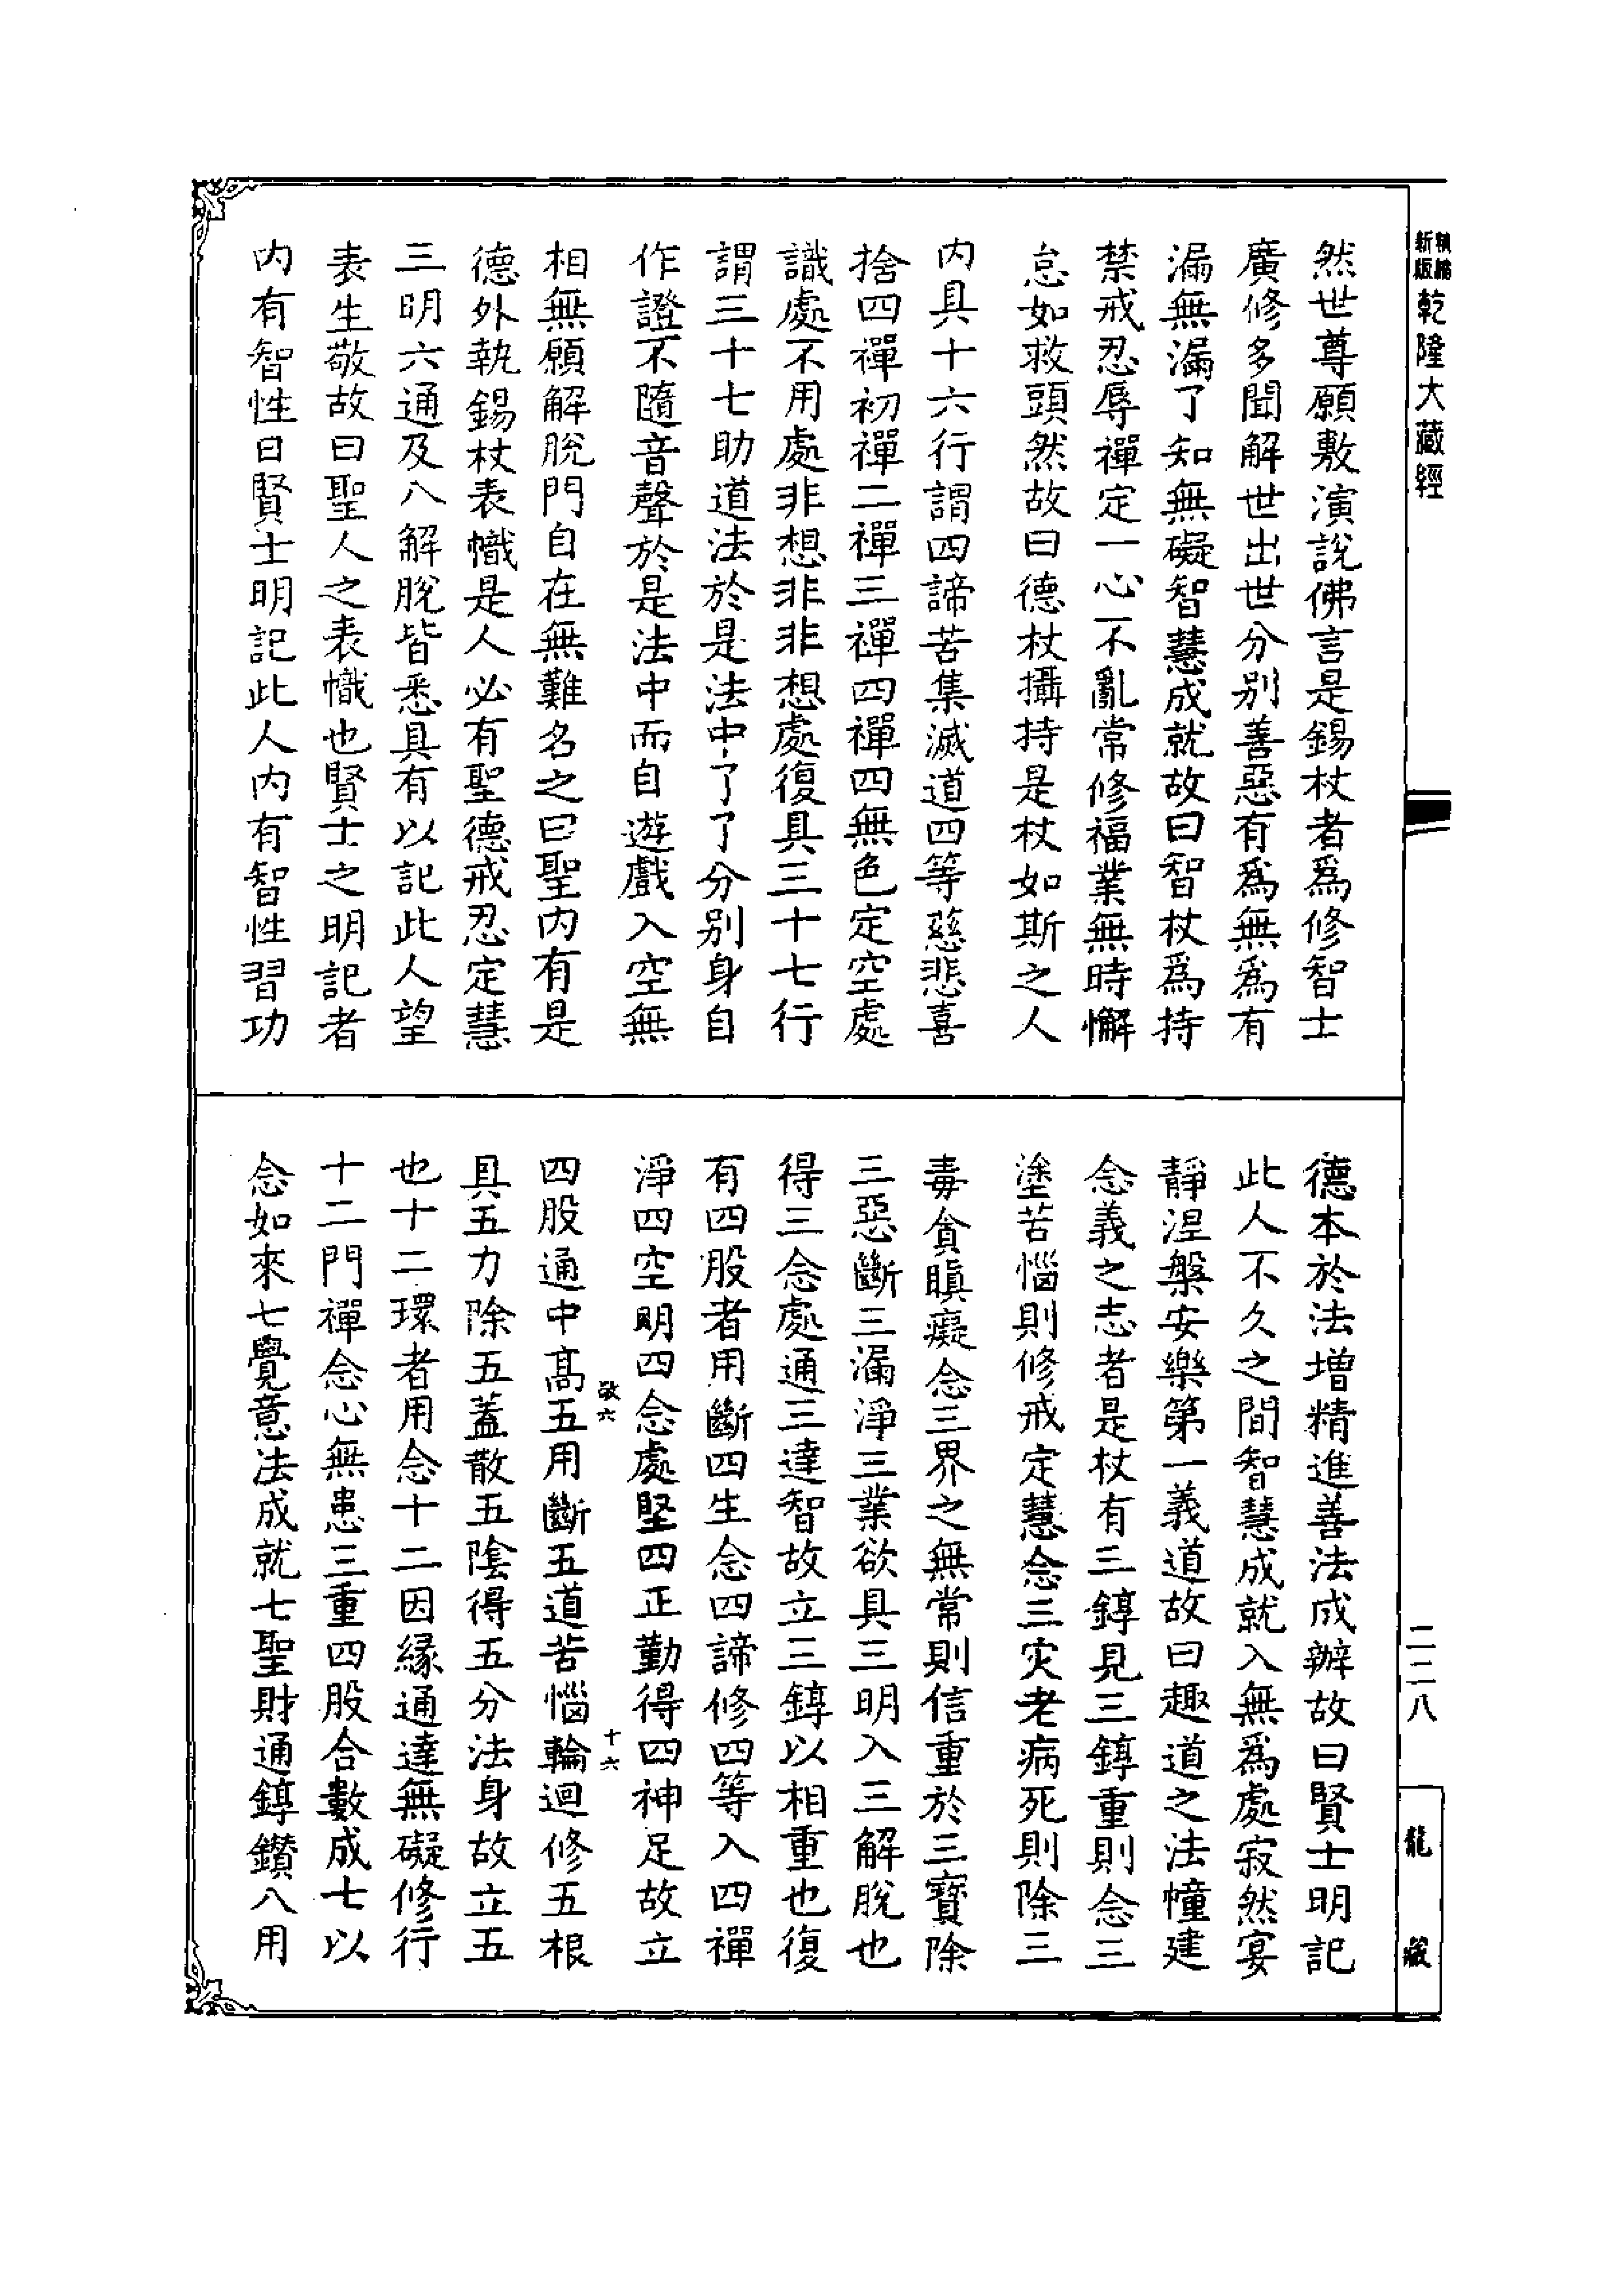 新版
精縮
乾隆大藏經
二二八
龍藏
然世尊願敷演說佛言是錫杖者爲修智士
廣修多聞解世出世分別善惡有爲無爲有
漏無漏了知無礙智慧成就故曰智杖爲持
禁戒忍辱禪定一心不亂常修福業無時懈
怠如救頭然故曰德杖攝持是杖如斯之人
内具十六行謂四諦苦集滅道四等慈悲喜
捨四禪初禪二禪三禪四禪四無色定空處
識處不用處非想非非想處復具三十七行
謂三十七助道法於是法中了了分别身自
作證不隨音聲於是法中而自遊戲入空無
相無願解脫門自在無難名之曰聖内有是
德外執錫杖表幟是人必有聖德戒忍定慧
三明六通及八解脫皆悉具有以記此人望
表生敬故曰聖人之表幟也賢士之明記者
内有智性曰賢士明記此人内有智性習功
德本於法增精進善法成辦故曰賢士明記
此人不久之間智慧成就入無爲處寂然宴
靜涅槃安樂第一義道故曰趣道之法幢建
念義之志者是杖有三錞見三錞重則念三
塗苦惱則修戒定慧念三灾老病死則除三
毒貪瞋癡念三界之無常則信重於三寶除
三惡斷三漏淨三業欲具三明入三解脫也
得三念處通三達智故立三錞以相重也復
有四股者用斷四生念四諦修四等入四禪
淨四空明四念處堅四正勤得四神足故立
敬六
十六
四股通中高五用斷五道苦惱輪迴修五根
具五力除五蓋散五陰得五分法身故立五
也十二環者用念十二因緣通達無礙修行
十二門禪念心無患三重四股合數成七以
念如來七覺意法成就七聖財通錞鑽八用